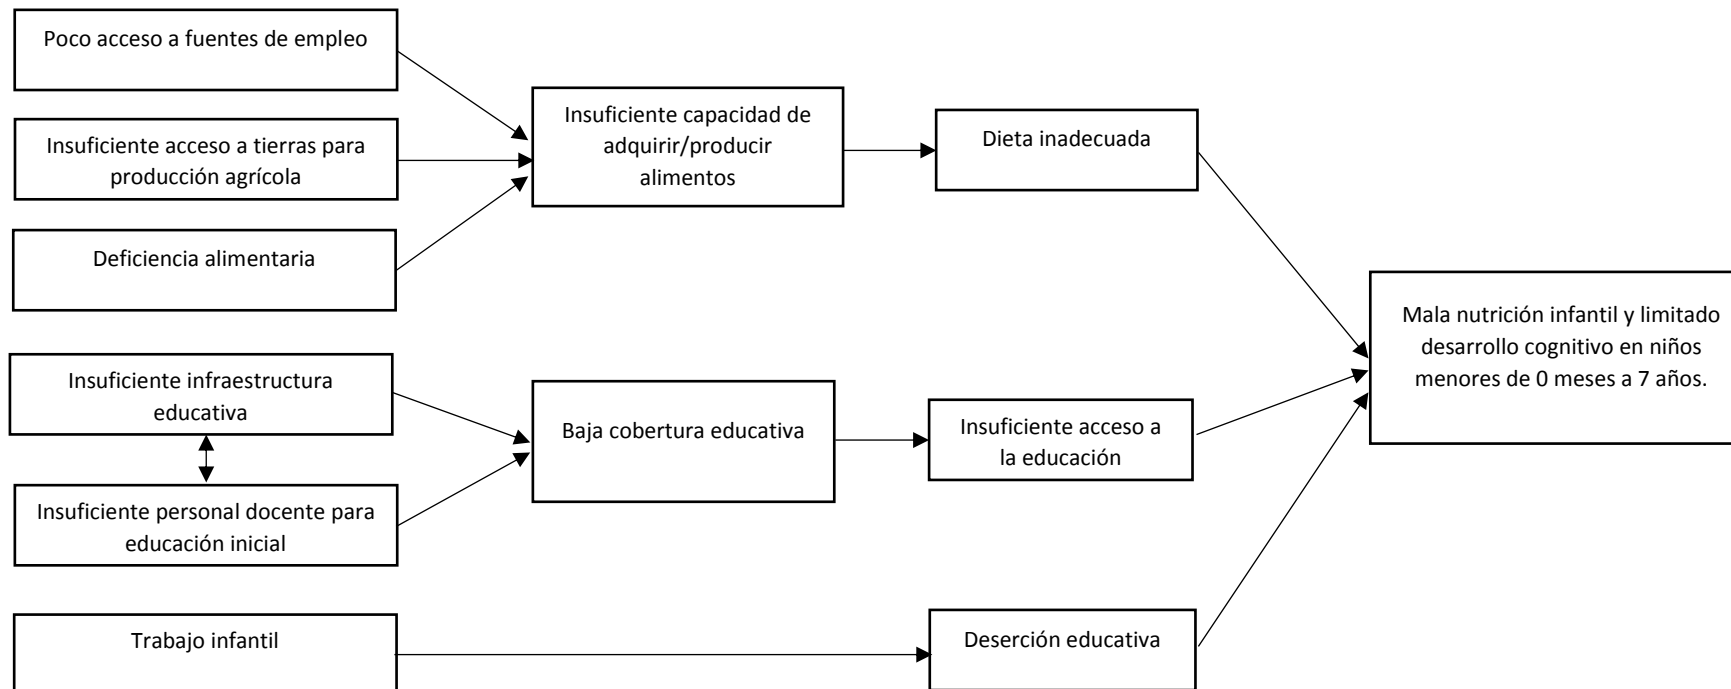 Poco acceso a fuentes de empleo
Insuficiente acceso a tierras para
producción agrícola
Deficiencia alimentaria
Insuficiente infraestructura
educativa
Insuficiente personal docente para
educación inicial
Trabajo infantil
Insuficiente capacidad de
adquirir/producir
alimentos
Baja cobertura educativa
Dieta inadecuada
Insuficiente acceso a
la educación
Deserción educativa
Mala nutrición infantil y limitado
desarrollo cognitivo en niños
menores de 0 meses a 7 años.